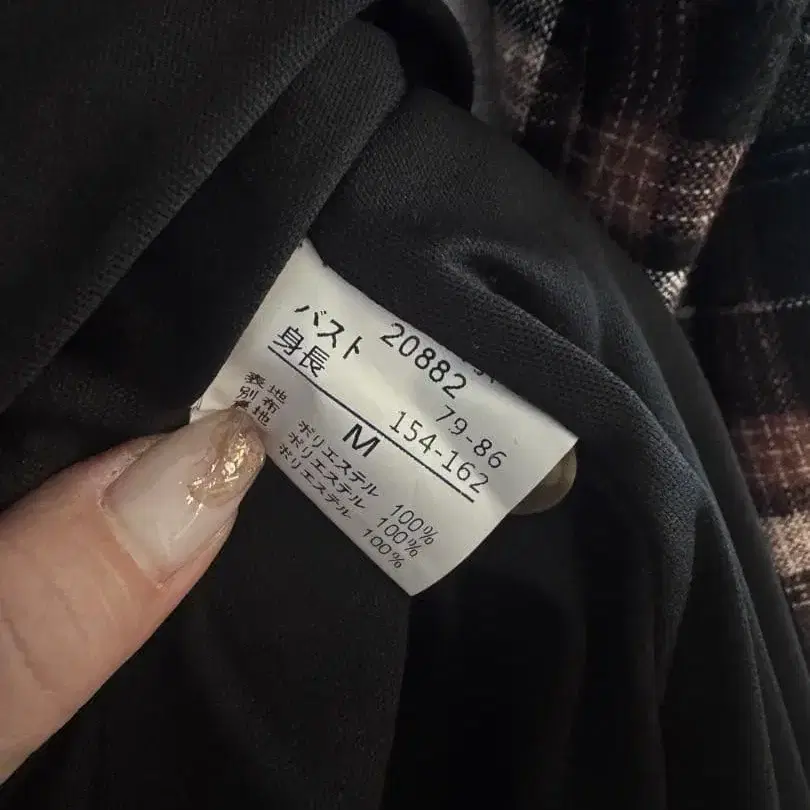 20882
バスト 79-86
身長 154-162
M
表地 ポリエステル 100%
別布 ポリエステル 100%
裏地 ポリエステル 100%